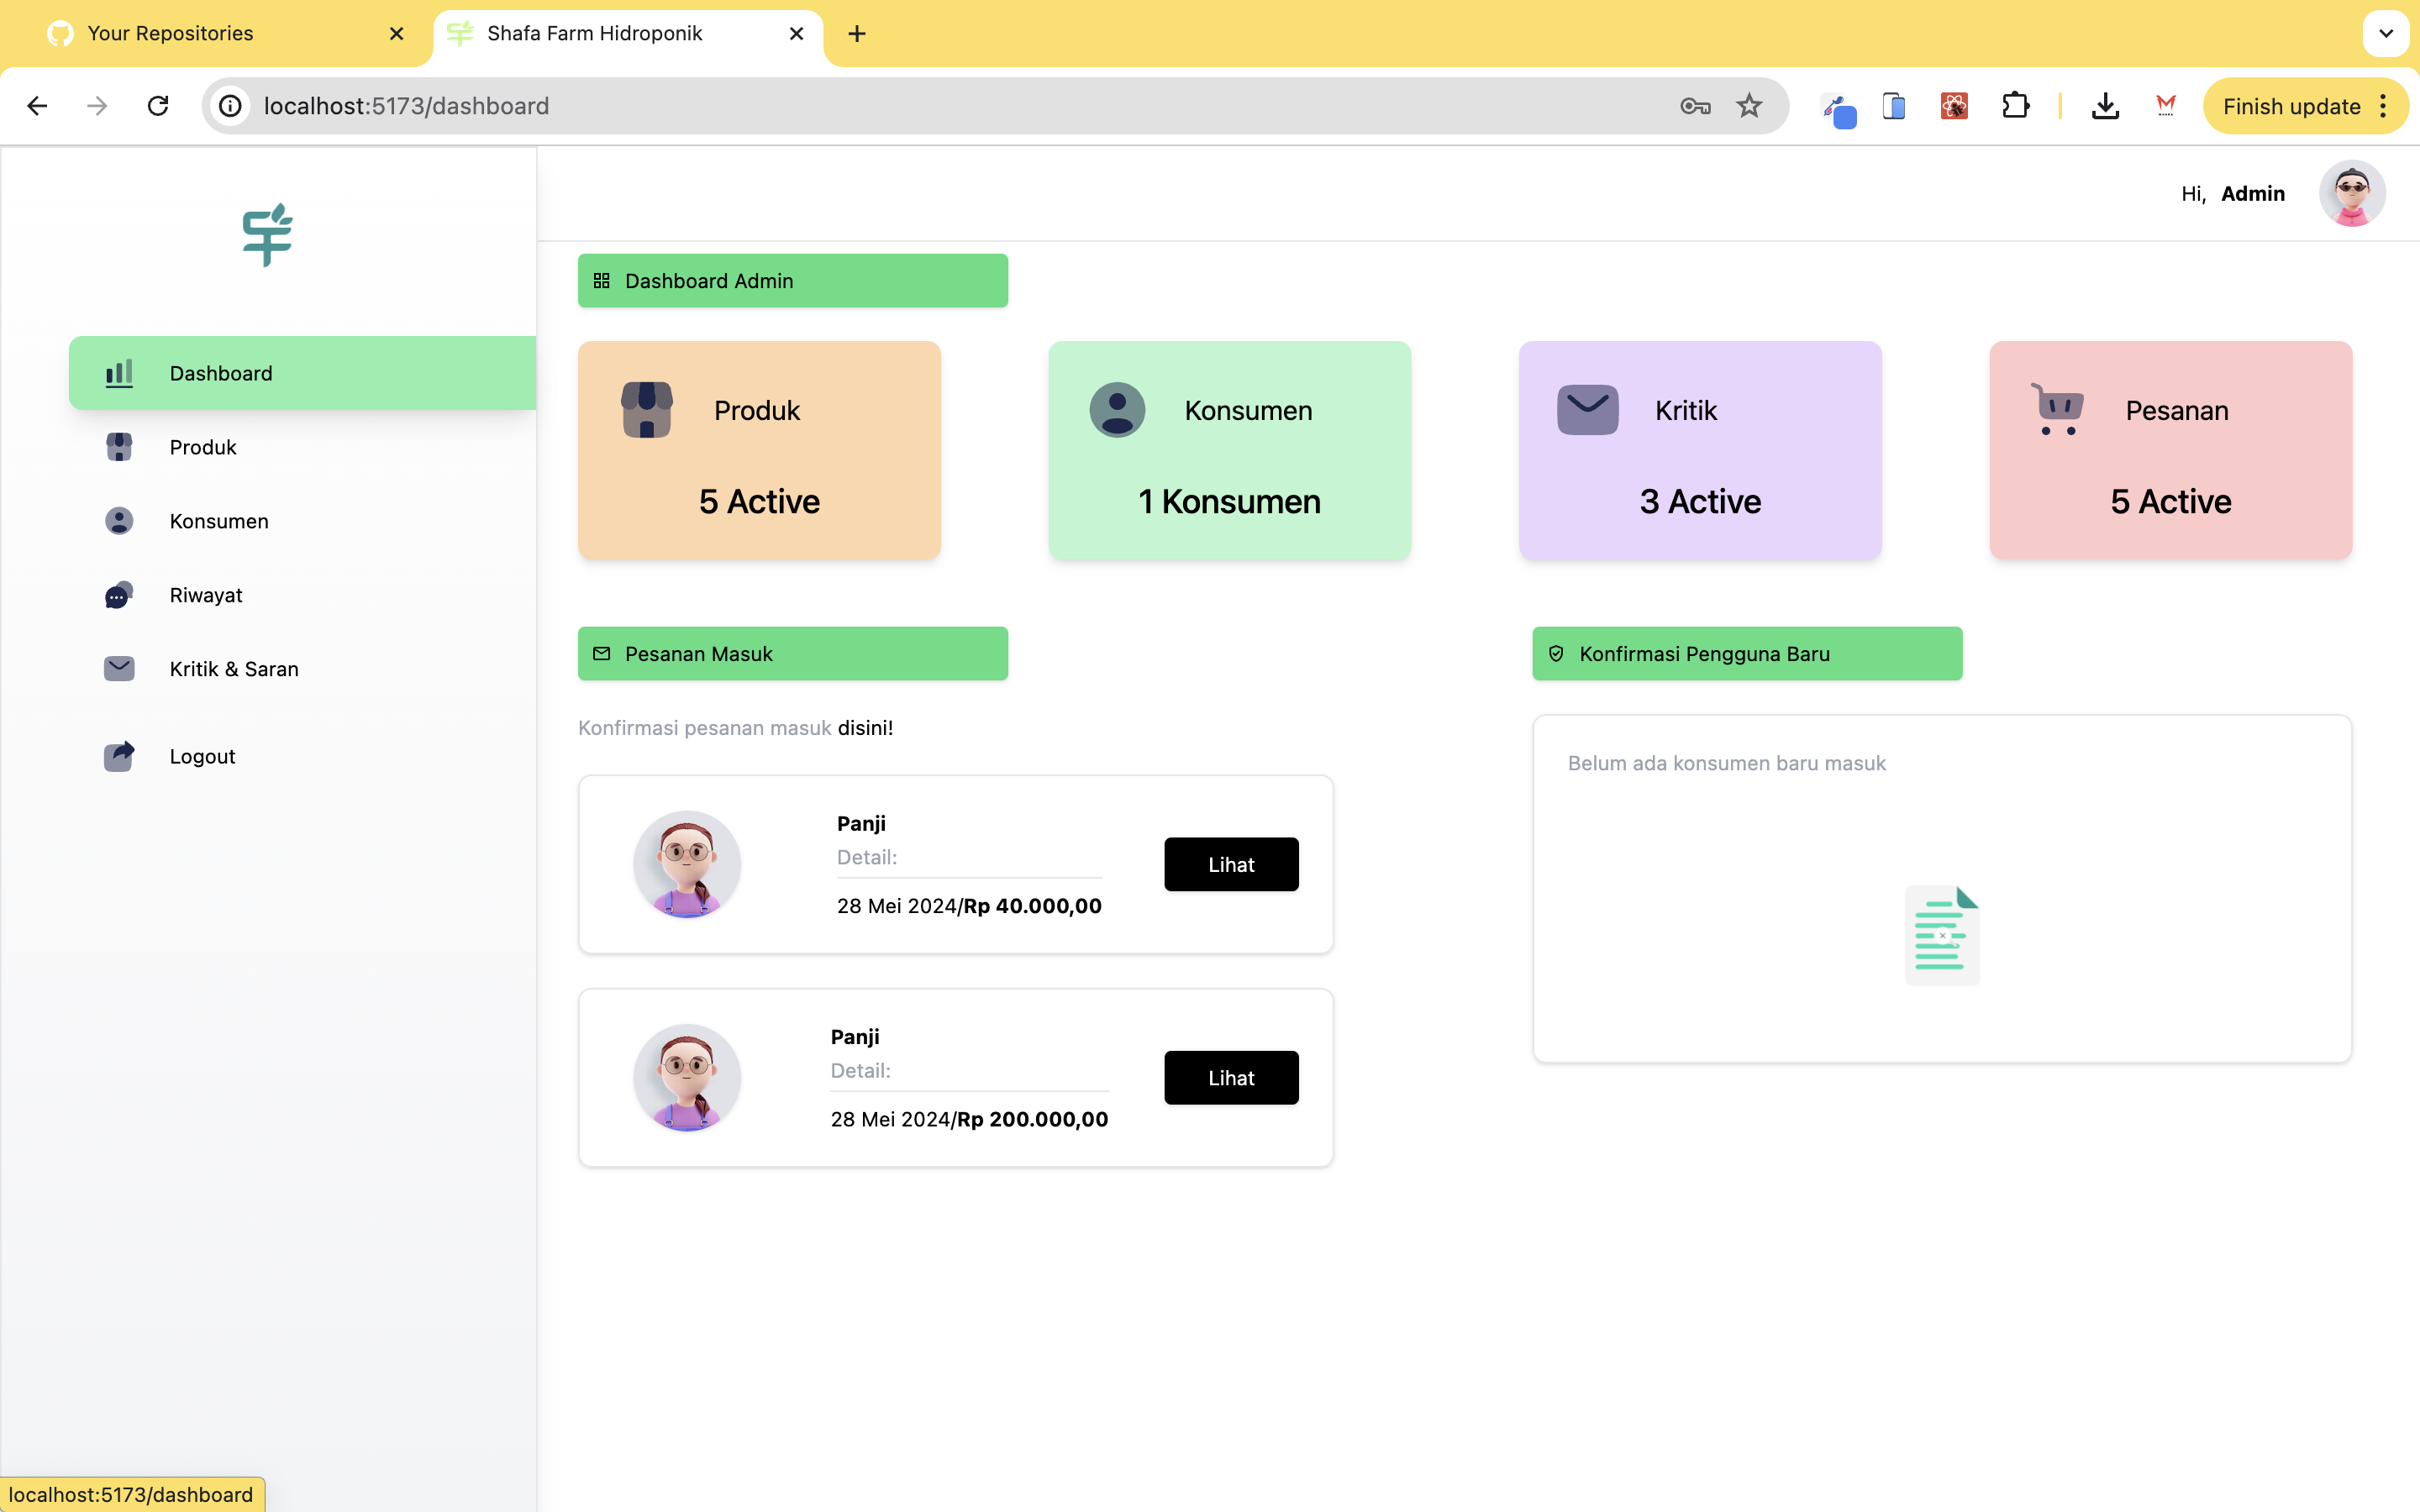 Your Repositories
Shafa Farm Hidroponik
localhost:5173/dashboard
Finish update
Hi, Admin
Dashboard
Produk
Konsumen
Riwayat
Kritik & Saran
Logout
Dashboard Admin
Produk
5 Active
Konsumen
1 Konsumen
Kritik
3 Active
Pesanan
5 Active
Pesanan Masuk
Konfirmasi pesanan masuk disini!
Panji
Detail:
28 Mei 2024/Rp 40.000,00
Lihat
Panji
Detail:
28 Mei 2024/Rp 200.000,00
Lihat
Konfirmasi Pengguna Baru
Belum ada konsumen baru masuk
localhost:5173/dashboard